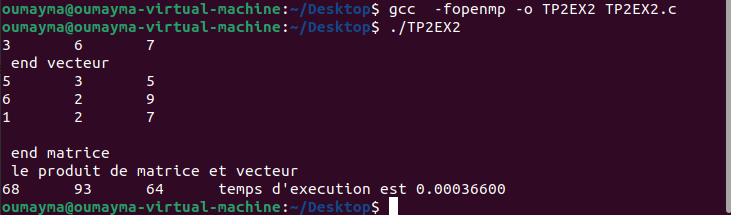 oumayma@oumayma-virtual-machine:~/Desktop$ gcc  -fopenmp -o TP2EX2 TP2EX2.c
oumayma@oumayma-virtual-machine:~/Desktop$ ./TP2EX2
3       6       7
 end vecteur
5       3       5
6       2       9
1       2       7

 end matrice
 le produit de matrice et vecteur
68      93      64      temps d'execution est 0.00036600
oumayma@oumayma-virtual-machine:~/Desktop$